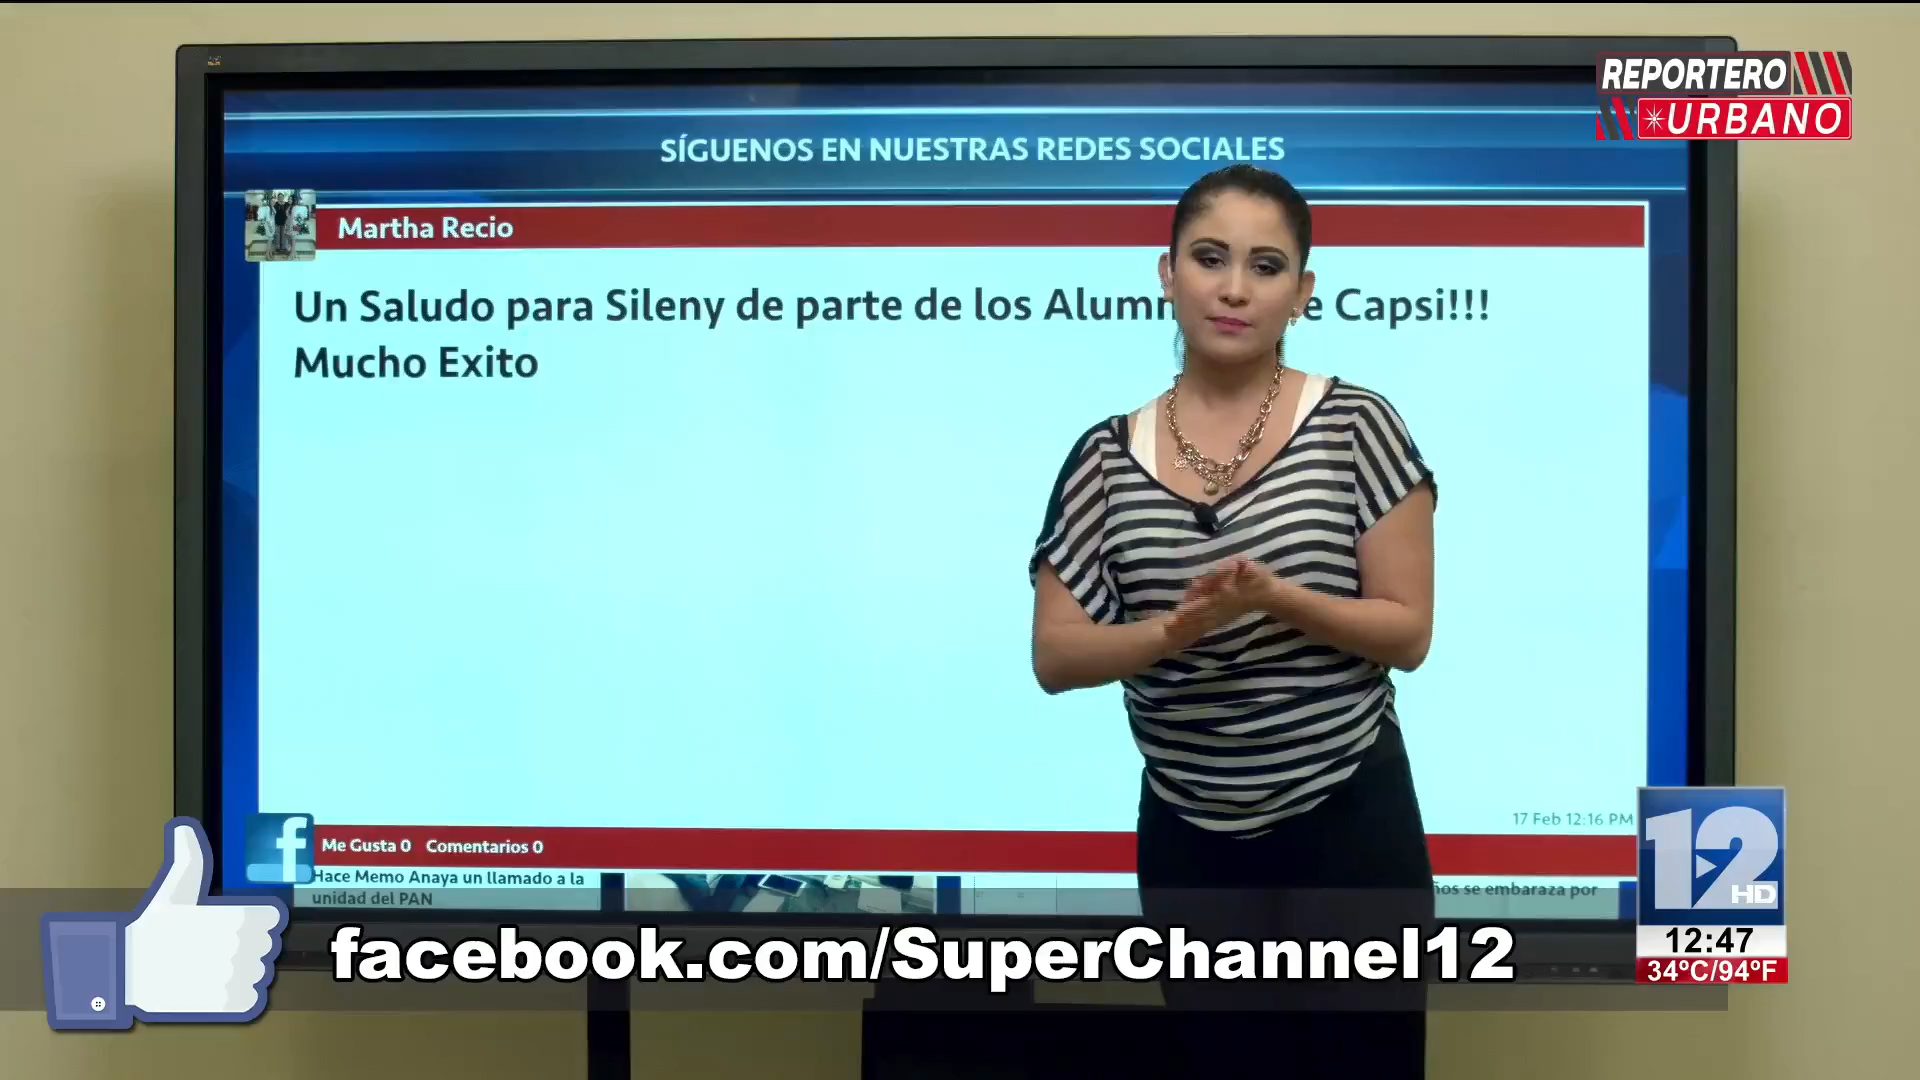 REPORTERO
URBANO
SÍGUENOS EN NUESTRAS REDES SOCIALES
Martha Recio
Un Saludo para Sileny de parte de los Alumn e Capsi!!!
Mucho Exito
17 Feb 12:16 PM
Me Gusta 0 Comentarios 0
Hace Memo Anaya un llamado a la
unidad del PAN
ños se embaraza por
facebook.com/SuperChannel12
12
HD
12:47
34ºC/94ºF